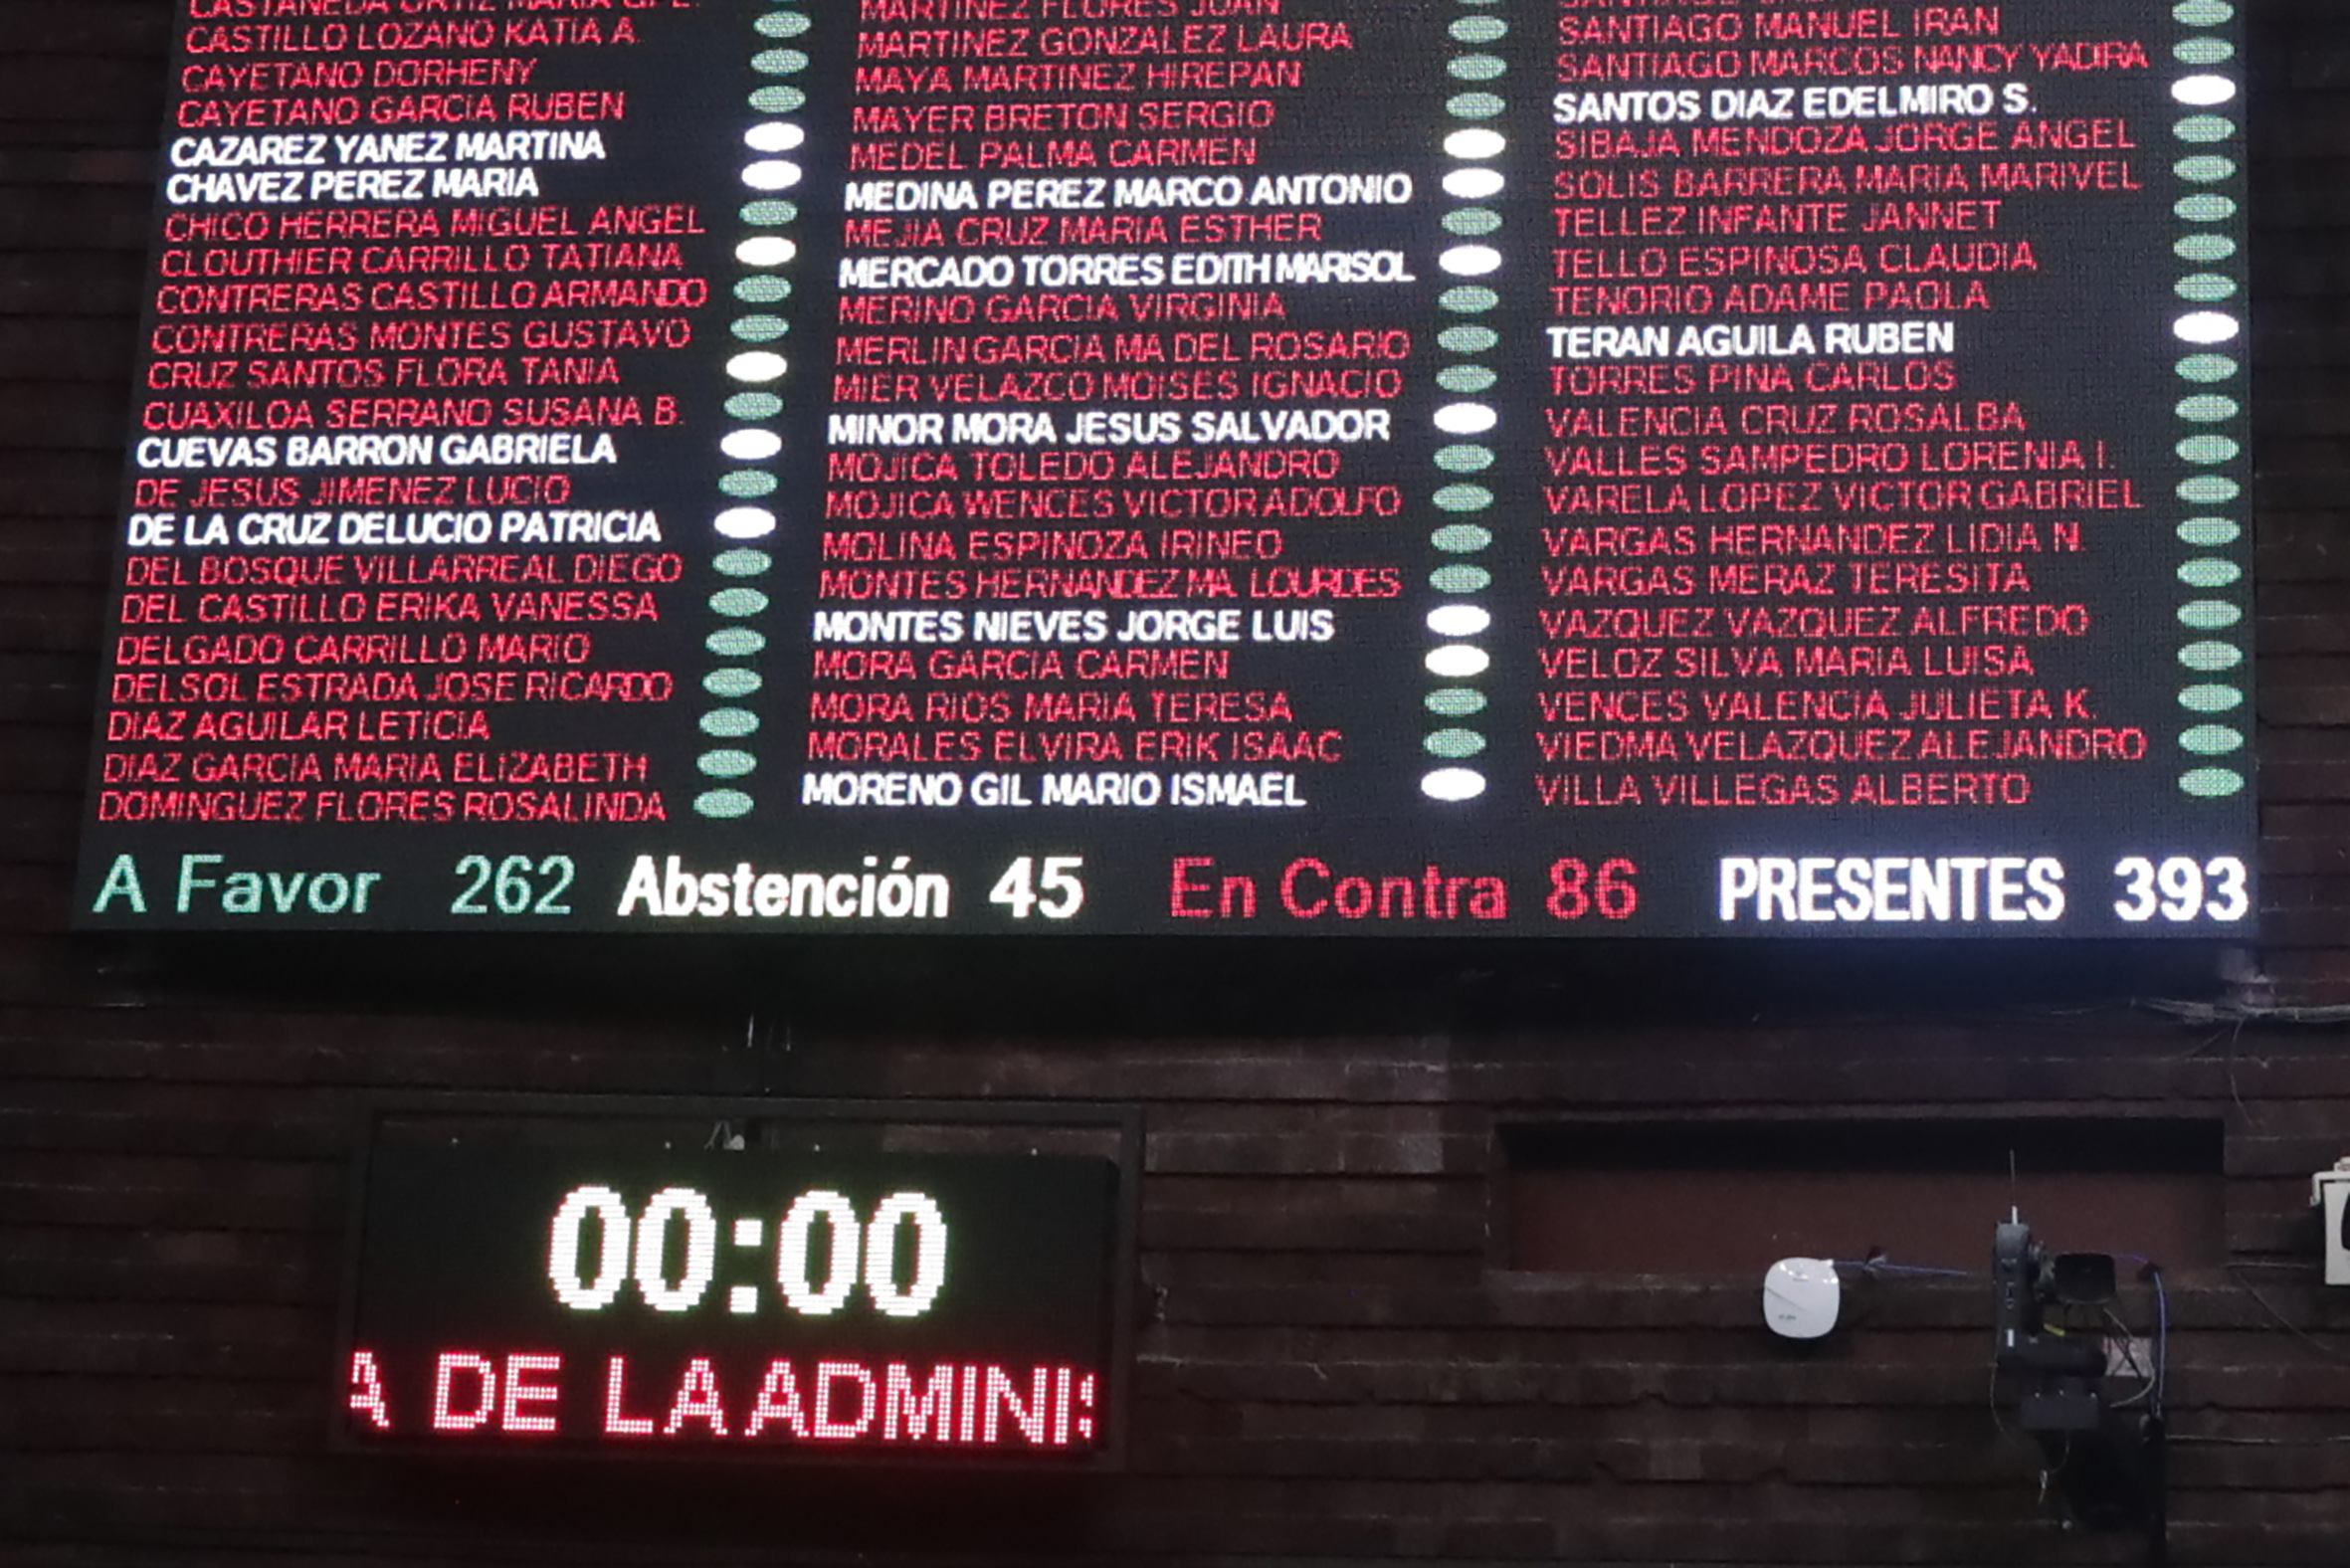 CASTAÑEDA ORTIZ MARIA
CASTILLO LOZANO KATIA A.
CAYETANO DORHENY
CAYETANO GARCIA RUBEN
CAZAREZ YANEZ MARTINA
CHAVEZ PEREZ MARIA
CHICO HERRERA MIGUEL ANGEL
CLOUTHIER CARRILLO TATIANA
CONTRERAS CASTILLO ARMANDO
CONTRERAS MONTES GUSTAVO
CRUZ SANTOS FLORA TANIA
CUAXILOA SERRANO SUSANA B.
CUEVAS BARRON GABRIELA
DE JESUS JIMENEZ LUCIO
DE LA CRUZ DELUCIO PATRICIA
DEL BOSQUE VILLARREAL DIEGO
DEL CASTILLO ERIKA VANESSA
DELGADO CARRILLO MARIO
DELSOL ESTRADA JOSE RICARDO
DIAZ AGUILAR LETICIA
DIAZ GARCIA MARIA ELIZABETH
DOMINGUEZ FLORES ROSALINDA
MARTINEZ FLORES JUAN
MARTINEZ GONZALEZ LAURA
MAYA MARTINEZ HIREPAN
MAYER BRETON SERGIO
MEDEL PALMA CARMEN
MEDINA PEREZ MARCO ANTONIO
MEJIA CRUZ MARIA ESTHER
MERCADO TORRES EDITH MARISOL
MERINO GARCIA VIRGINIA
MERLIN GARCIA MA DEL ROSARIO
MIER VELAZCO MOISES IGNACIO
MINOR MORA JESUS SALVADOR
MOJICA TOLEDO ALEJANDRO
MOJICA WENCES VICTOR ADOLFO
MOLINA ESPINOZA IRINEO
MONTES HERNANDEZ MA. LOURDES
MONTES NIEVES JORGE LUIS
MORA GARCIA CARMEN
MORA RIOS MARIA TERESA
MORALES ELVIRA ERIK ISAAC
MORENO GIL MARIO ISMAEL
SANTIAGO MANUEL IRAN
SANTIAGO MARCOS NANCY YADIRA
SANTOS DIAZ EDELMIRO S.
SIBAJA MENDOZA JORGE ANGEL
SOLIS BARRERA MARIA MARIVEL
TELLEZ INFANTE JANNET
TELLO ESPINOSA CLAUDIA
TENORIO ADAME PAOLA
TERAN AGUILA RUBEN
TORRES PIÑA CARLOS
VALENCIA CRUZ ROSALBA
VALLES SAMPEDRO LORENIA I.
VARELA LOPEZ VICTOR GABRIEL
VARGAS HERNANDEZ LIDIA N.
VARGAS MERAZ TERESITA
VAZQUEZ VAZQUEZ ALFREDO
VELOZ SILVA MARIA LUISA
VENCES VALENCIA JULIETA K.
VIEDMA VELAZQUEZ ALEJANDRO
VILLA VILLEGAS ALBERTO
A Favor 262 Abstención 45 En Contra 86 PRESENTES 393
00:00
A DE LA ADMINIS